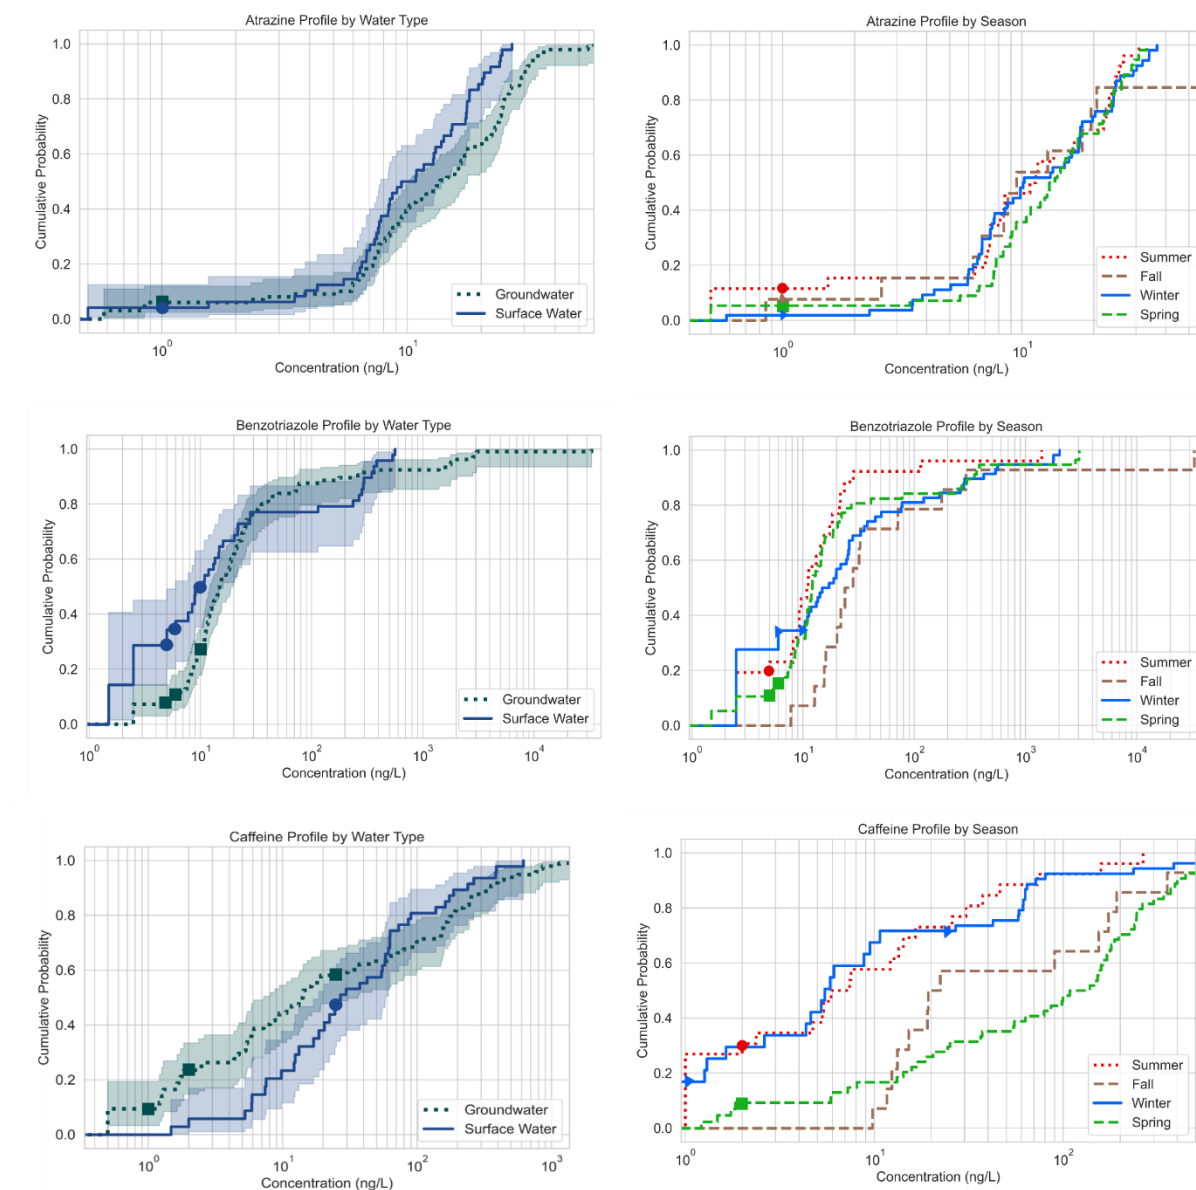 Atrazine Profile by Water Type
1.0
0.8
0.6
0.4
0.2
0.0
Cumulative Probability
Groundwater
Surface Water
10^0
10^1
Concentration (ng/L)
Atrazine Profile by Season
1.0
0.8
0.6
0.4
0.2
0.0
Cumulative Probability
Summer
Fall
Winter
Spring
10^0
10^1
Concentration (ng/L)
Benzotriazole Profile by Water Type
1.0
0.8
0.6
0.4
0.2
0.0
Cumulative Probability
Groundwater
Surface Water
10^0
10^1
10^2
10^3
10^4
Concentration (ng/L)
Benzotriazole Profile by Season
1.0
0.8
0.6
0.4
0.2
0.0
Cumulative Probability
Summer
Fall
Winter
Spring
10^0
10^1
10^2
10^3
10^4
Concentration (ng/L)
Caffeine Profile by Water Type
1.0
0.8
0.6
0.4
0.2
0.0
Cumulative Probability
Groundwater
Surface Water
10^0
10^1
10^2
10^3
Concentration (ng/L)
Caffeine Profile by Season
1.0
0.8
0.6
0.4
0.2
0.0
Cumulative Probability
Summer
Fall
Winter
Spring
10^0
10^1
10^2
Concentration (ng/L)